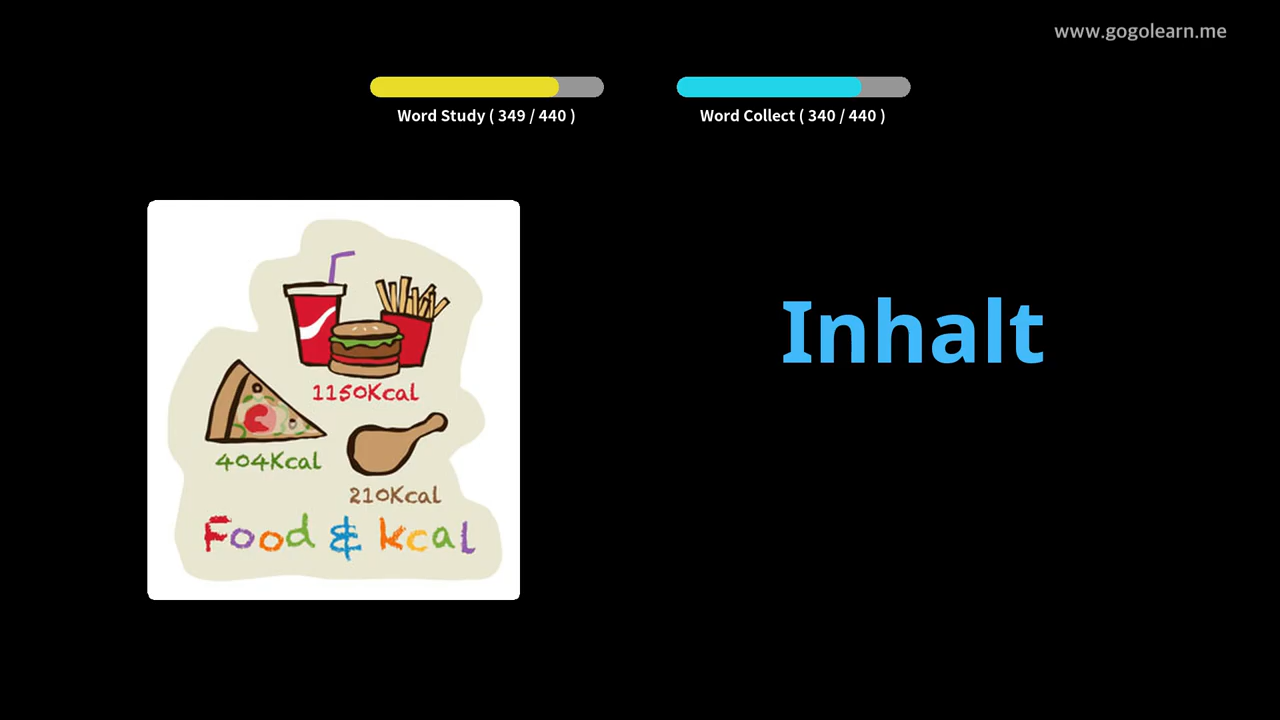 www.gogolearn.me
Word Study ( 349 / 440 )
Word Collect ( 340 / 440 )
Inhalt
1150Kcal
404Kcal
210Kcal
Food & kcal